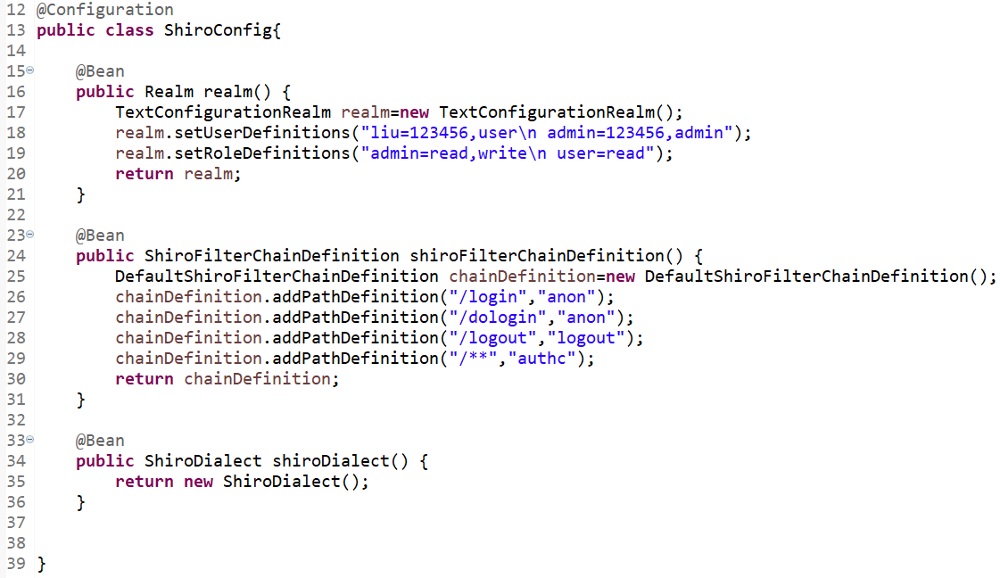 12 @Configuration
13 public class ShiroConfig{
14
15 @Bean
16 public Realm realm() {
17 TextConfigurationRealm realm=new TextConfigurationRealm();
18 realm.setUserDefinitions("liu=123456,user\n admin=123456,admin");
19 realm.setRoleDefinitions("admin=read,write\n user=read");
20 return realm;
21 }
22
23 @Bean
24 public ShiroFilterChainDefinition shiroFilterChainDefinition() {
25 DefaultShiroFilterChainDefinition chainDefinition=new DefaultShiroFilterChainDefinition();
26 chainDefinition.addPathDefinition("/login","anon");
27 chainDefinition.addPathDefinition("/dologin","anon");
28 chainDefinition.addPathDefinition("/logout","logout");
29 chainDefinition.addPathDefinition("/**","authc");
30 return chainDefinition;
31 }
32
33 @Bean
34 public ShiroDialect shiroDialect() {
35 return new ShiroDialect();
36 }
37
38
39 }